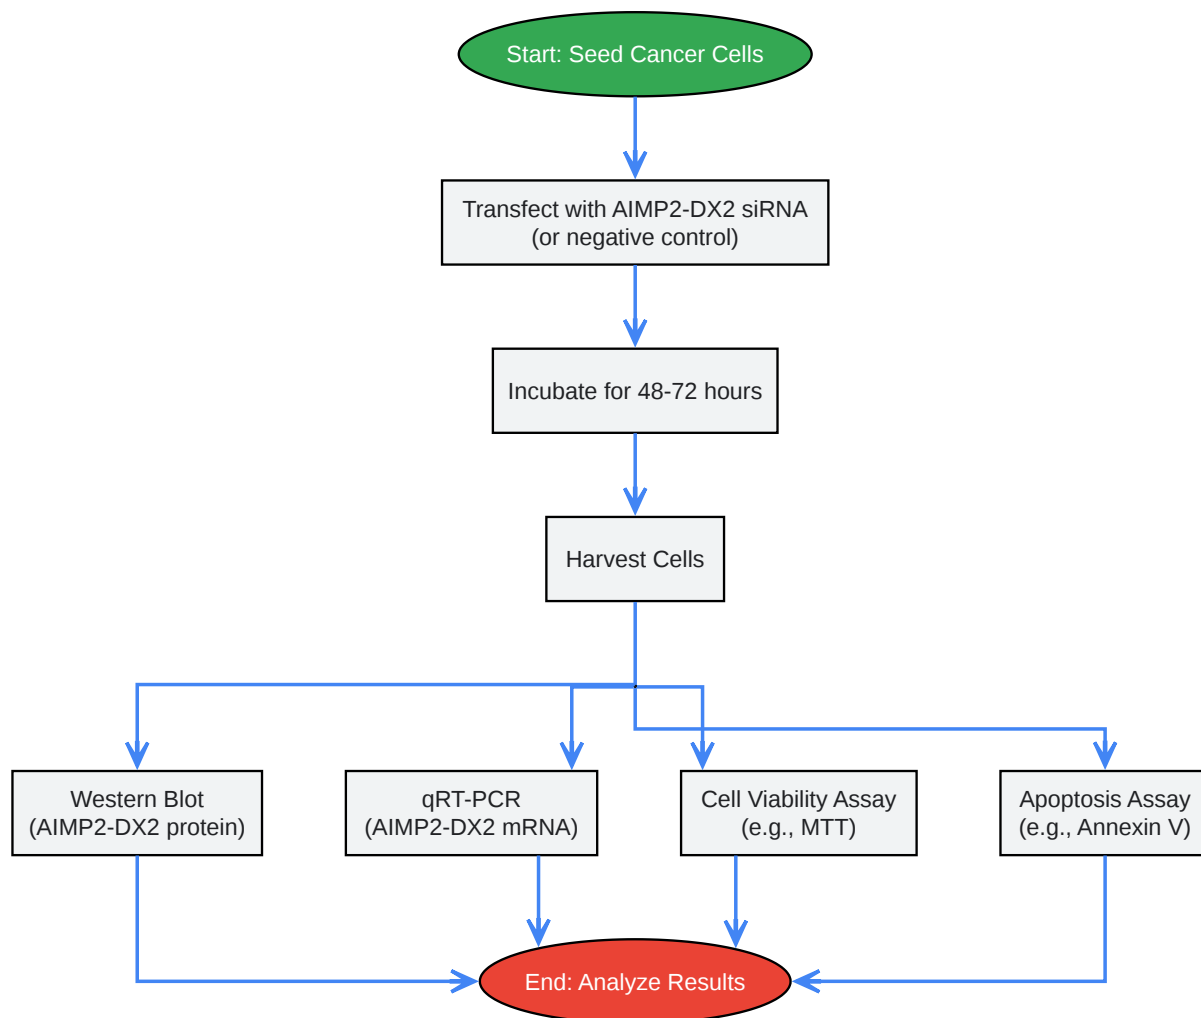 Start: Seed Cancer Cells
Transfect with AIMP2-DX2 siRNA
(or negative control)
Incubate for 48-72 hours
Harvest Cells
Western Blot
(AIMP2-DX2 protein)
qRT-PCR
(AIMP2-DX2 mRNA)
Cell Viability Assay
(e.g., MTT)
Apoptosis Assay
(e.g., Annexin V)
End: Analyze Results